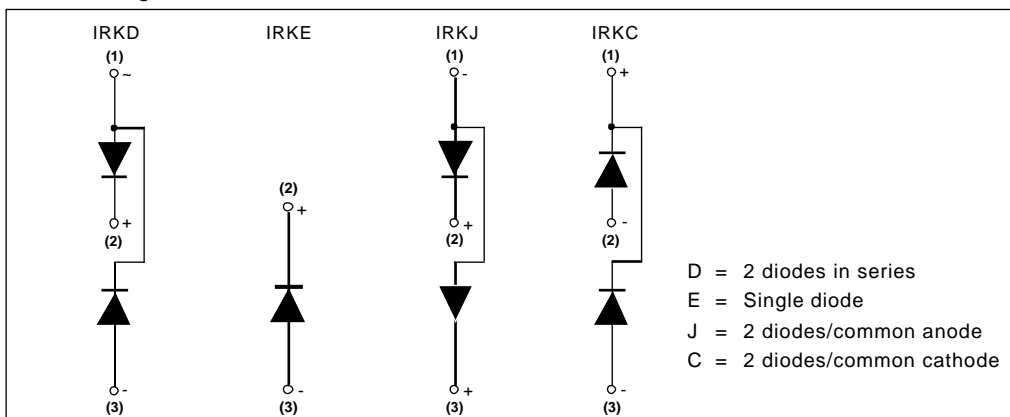 IRKD IRKE IRKJ IRKC
(1) (1) (1)
~ - +
(2)
+
+ + -
(2) (2) (2)
D = 2 diodes in series
E = Single diode
J = 2 diodes/common anode
C = 2 diodes/common cathode
- - + -
(3) (3) (3) (3)